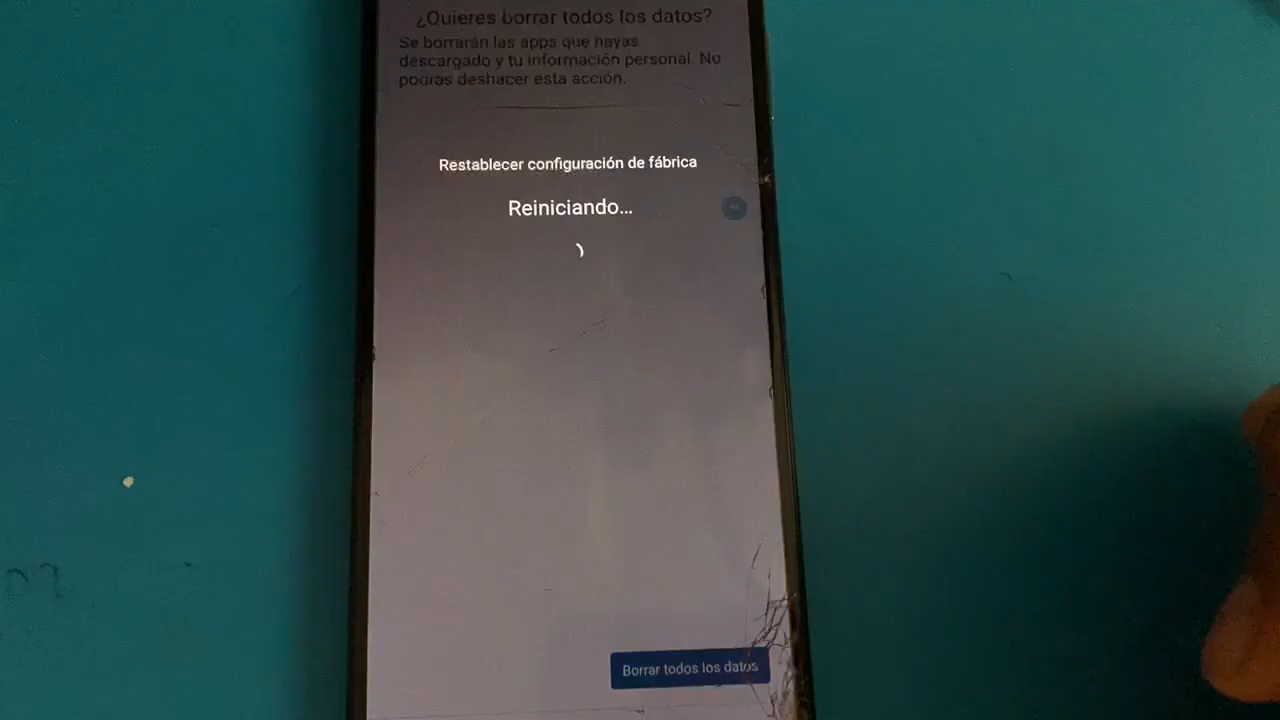 ¿Quieres borrar todos los datos?
Se borrarán las apps que hayas
descargado y tu información personal. No
podrás deshacer esta acción.
Restablecer configuración de fábrica
Reiniciando...
Borrar todos los datos